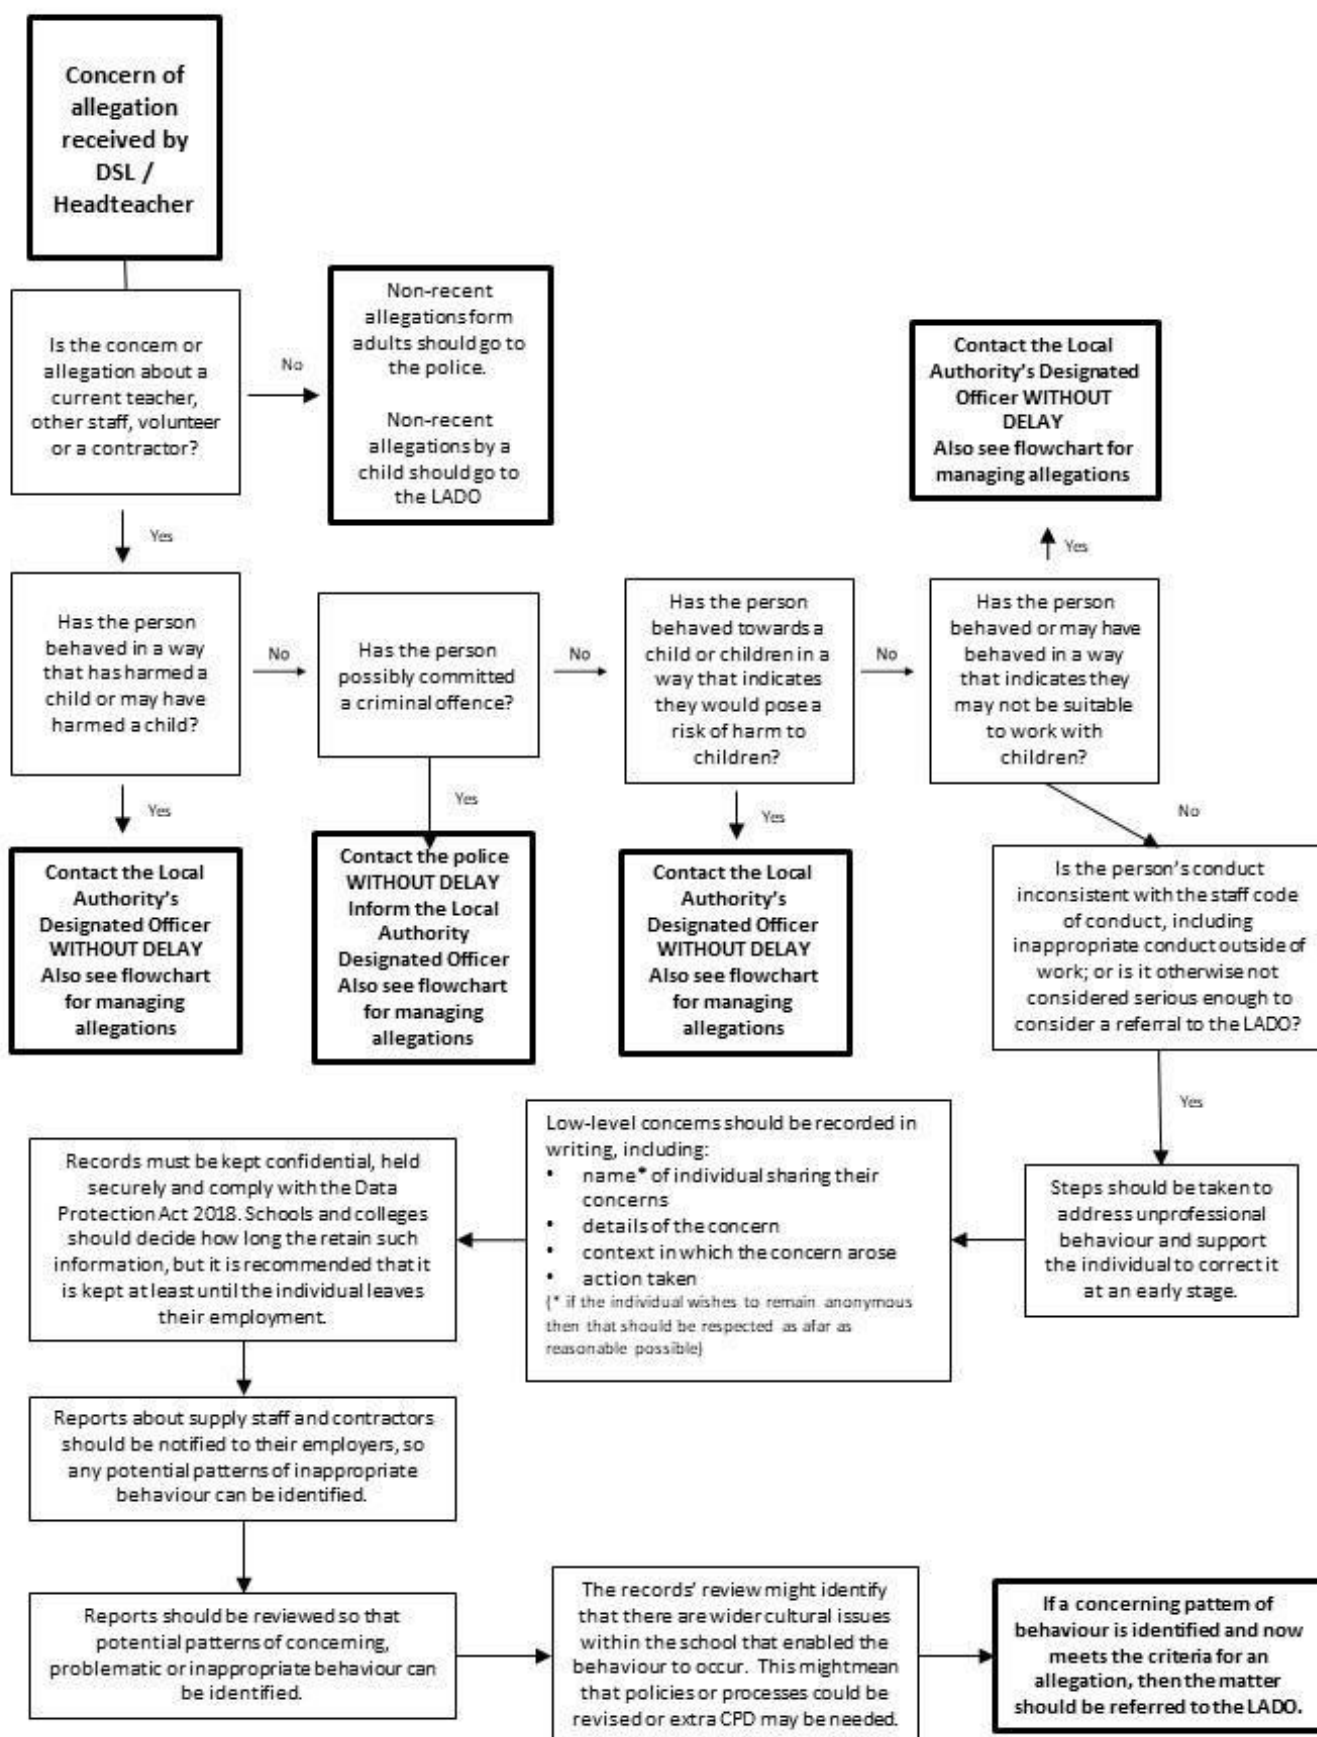 Concern of
allegation
received by
DSL /
Headteacher
Is the concern or
allegation about a
current teacher,
other staff, volunteer
or a contractor?
No
Non-recent
allegations form
adults should go to
the police.
Non-recent
allegations by a
child should go to
the LADO
Contact the Local
Authority's Designated
Officer WITHOUT
DELAY
Also see flowchart for
managing allegations
Yes
Yes
Has the person
behaved in a way
that has harmed a
child or may have
harmed a child?
No
Has the person
possibly committed
a criminal offence?
No
Has the person
behaved towards a
child or children in a
way that indicates
they would pose a
risk of harm to
children?
No
Has the person
behaved or may have
behaved in a way
that indicates they
may not be suitable
to work with
children?
Yes
Yes
Yes
No
Contact the Local
Authority's
Designated Officer
WITHOUT DELAY
Also see flowchart
for managing
allegations
Contact the police
WITHOUT DELAY
Inform the Local
Authority
Designated Officer
Also see flowchart
for managing
allegations
Contact the Local
Authority's
Designated Officer
WITHOUT DELAY
Also see flowchart
for managing
allegations
Is the person's conduct
inconsistent with the staff code
of conduct, including
inappropriate conduct outside of
work; or is it otherwise not
considered serious enough to
consider a referral to the LADO?
Yes
Steps should be taken to
address unprofessional
behaviour and support
the individual to correct it
at an early stage.
Low-level concerns should be recorded in
writing, including:
• name* of individual sharing their
concerns
• details of the concern
• context in which the concern arose
• action taken
(* if the individual wishes to remain anonymous
then that should be respected as afar as
reasonable possible)
Records must be kept confidential, held
securely and comply with the Data
Protection Act 2018. Schools and colleges
should decide how long the retain such
information, but it is recommended that it
is kept at least until the individual leaves
their employment.
Reports about supply staff and contractors
should be notified to their employers, so
any potential patterns of inappropriate
behaviour can be identified.
Reports should be reviewed so that
potential patterns of concerning,
problematic or inappropriate behaviour can
be identified.
The records' review might identify
that there are wider cultural issues
within the school that enabled the
behaviour to occur. This mightmean
that policies or processes could be
revised or extra CPD may be needed.
If a concerning pattern of
behaviour is identified and now
meets the criteria for an
allegation, then the matter
should be referred to the LADO.